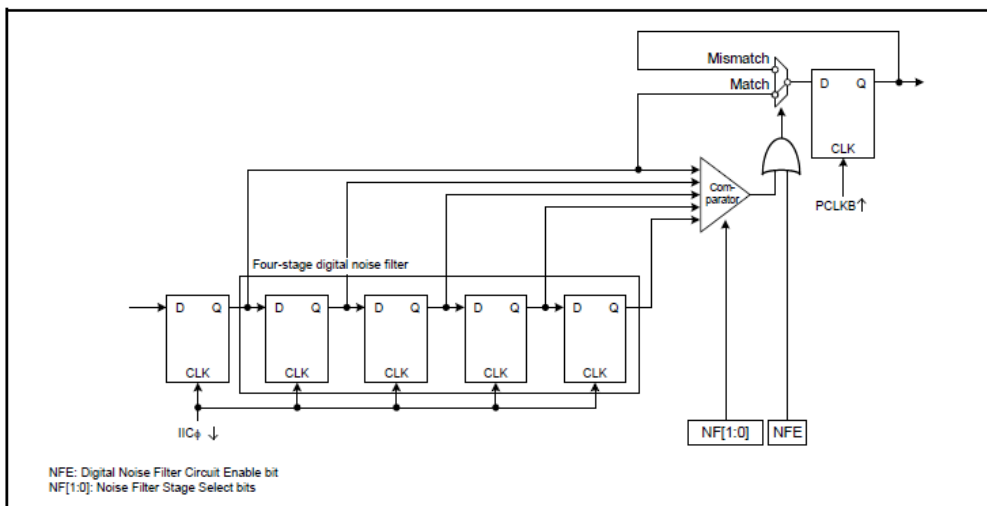 Mismatch
Match
D Q
CLK
PCLKB↑
Com-
parator
Four-stage digital noise filter
D Q D Q D Q D Q D Q
CLK CLK CLK CLK CLK
IICϕ ↓
NF[1:0] NFE
NFE: Digital Noise Filter Circuit Enable bit
NF[1:0]: Noise Filter Stage Select bits